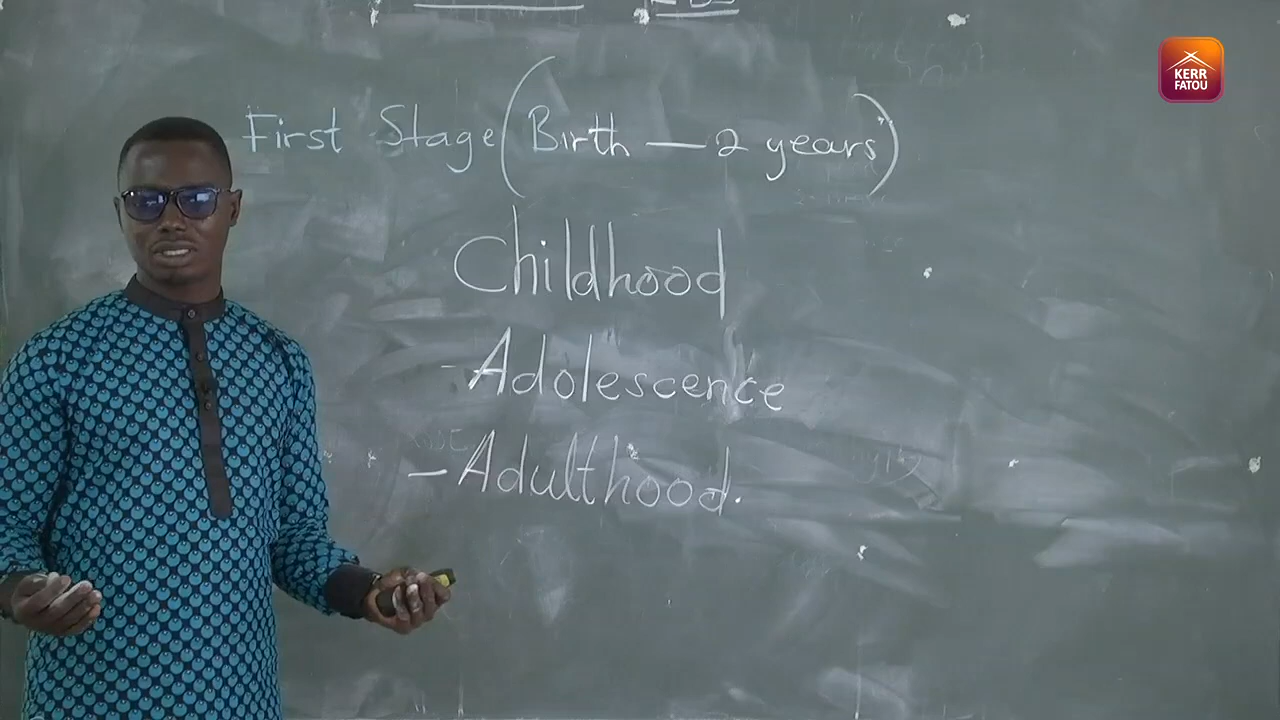 First Stage (Birth — 2 years)
Childhood
- Adolescence
- Adulthood.
KERR
FATOU